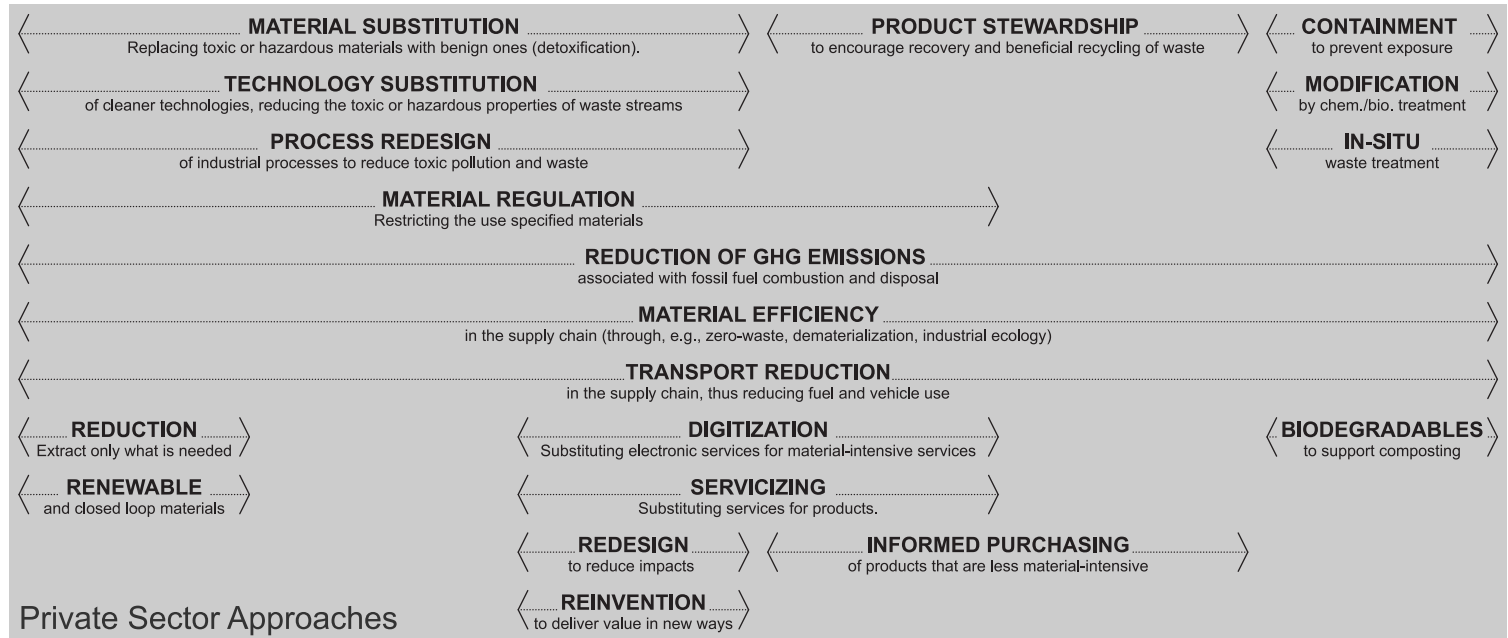 MATERIAL SUBSTITUTION
Replacing toxic or hazardous materials with benign ones (detoxification).
PRODUCT STEWARDSHIP
to encourage recovery and beneficial recycling of waste
CONTAINMENT
to prevent exposure
TECHNOLOGY SUBSTITUTION
of cleaner technologies, reducing the toxic or hazardous properties of waste streams
MODIFICATION
by chem./bio. treatment
PROCESS REDESIGN
of industrial processes to reduce toxic pollution and waste
IN-SITU
waste treatment
MATERIAL REGULATION
Restricting the use specified materials
REDUCTION OF GHG EMISSIONS
associated with fossil fuel combustion and disposal
MATERIAL EFFICIENCY
in the supply chain (through, e.g., zero-waste, dematerialization, industrial ecology)
TRANSPORT REDUCTION
in the supply chain, thus reducing fuel and vehicle use
REDUCTION
Extract only what is needed
DIGITIZATION
Substituting electronic services for material-intensive services
BIODEGRADABLES
to support composting
RENEWABLE
and closed loop materials
SERVICIZING
Substituting services for products.
REDESIGN
to reduce impacts
INFORMED PURCHASING
of products that are less material-intensive
REINVENTION
to deliver value in new ways
Private Sector Approaches